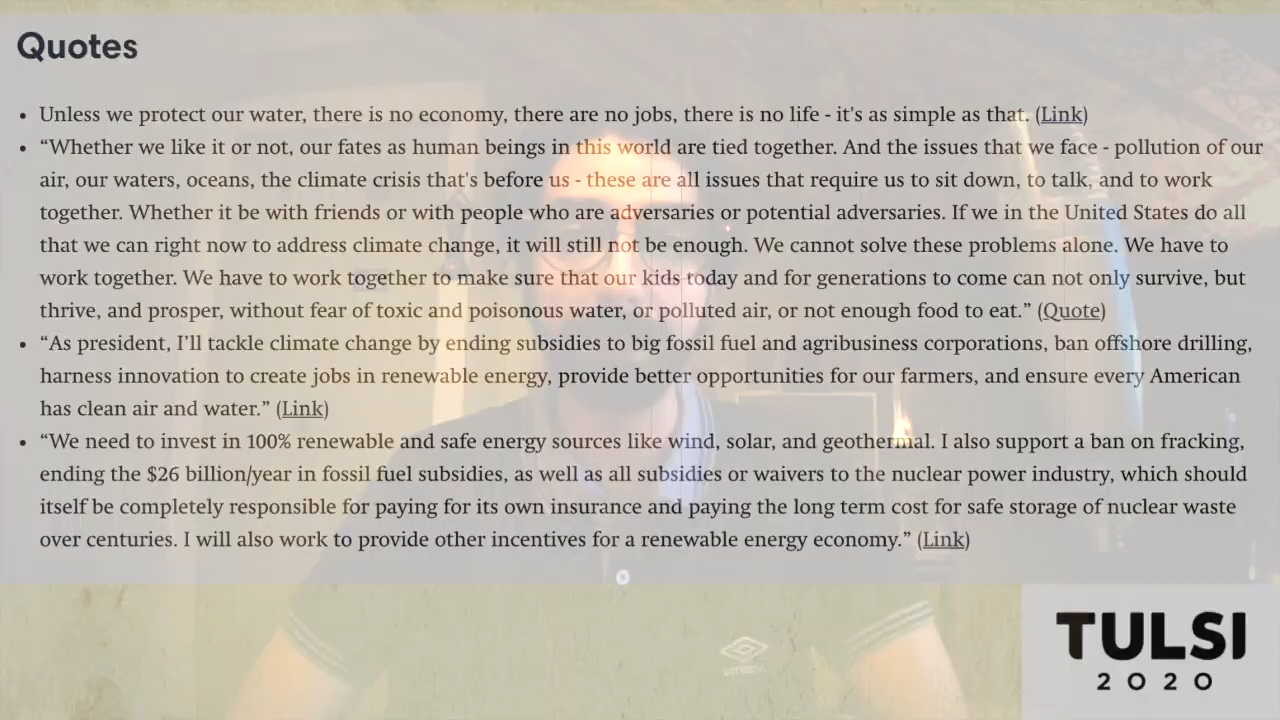 Quotes
• Unless we protect our water, there is no economy, there are no jobs, there is no life - it's as simple as that. (Link)
• “Whether we like it or not, our fates as human beings in this world are tied together. And the issues that we face - pollution of our
air, our waters, oceans, the climate crisis that's before us - these are all issues that require us to sit down, to talk, and to work
together. Whether it be with friends or with people who are adversaries or potential adversaries. If we in the United States do all
that we can right now to address climate change, it will still not be enough. We cannot solve these problems alone. We have to
work together. We have to work together to make sure that our kids today and for generations to come can not only survive, but
thrive, and prosper, without fear of toxic and poisonous water, or polluted air, or not enough food to eat.” (Quote)
• “As president, I’ll tackle climate change by ending subsidies to big fossil fuel and agribusiness corporations, ban offshore drilling,
harness innovation to create jobs in renewable energy, provide better opportunities for our farmers, and ensure every American
has clean air and water.” (Link)
• “We need to invest in 100% renewable and safe energy sources like wind, solar, and geothermal. I also support a ban on fracking,
ending the $26 billion/year in fossil fuel subsidies, as well as all subsidies or waivers to the nuclear power industry, which should
itself be completely responsible for paying for its own insurance and paying the long term cost for safe storage of nuclear waste
over centuries. I will also work to provide other incentives for a renewable energy economy.” (Link)
TULSI
2020